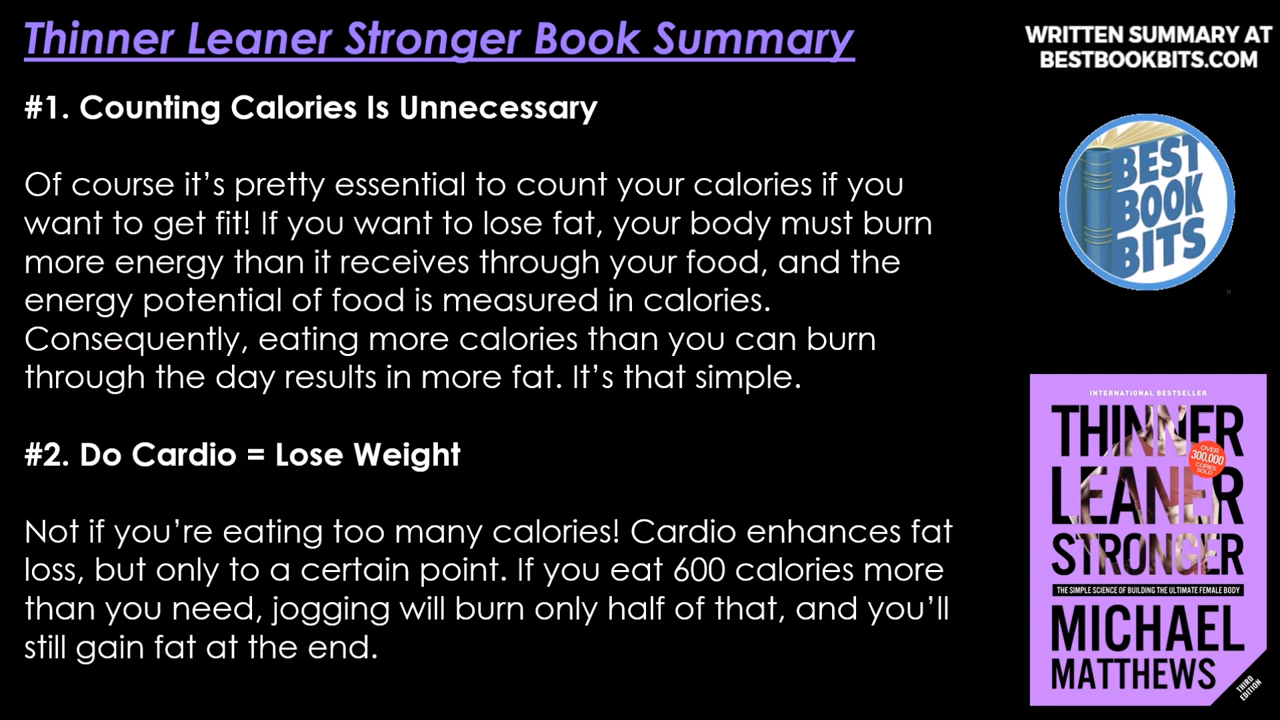 Thinner Leaner Stronger Book Summary
WRITTEN SUMMARY AT
BESTBOOKBITS.COM
#1. Counting Calories Is Unnecessary
Of course it’s pretty essential to count your calories if you
want to get fit! If you want to lose fat, your body must burn
more energy than it receives through your food, and the
energy potential of food is measured in calories.
Consequently, eating more calories than you can burn
through the day results in more fat. It’s that simple.
#2. Do Cardio = Lose Weight
Not if you’re eating too many calories! Cardio enhances fat
loss, but only to a certain point. If you eat 600 calories more
than you need, jogging will burn only half of that, and you’ll
still gain fat at the end.
BEST
BOOK
BITS
INTERNATIONAL BESTSELLER
THINNER
OVER
300,000
COPIES
SOLD
LEANER
STRONGER
THE SIMPLE SCIENCE OF BUILDING THE ULTIMATE FEMALE BODY
MICHAEL
MATTHEWS
THIRD
EDITION